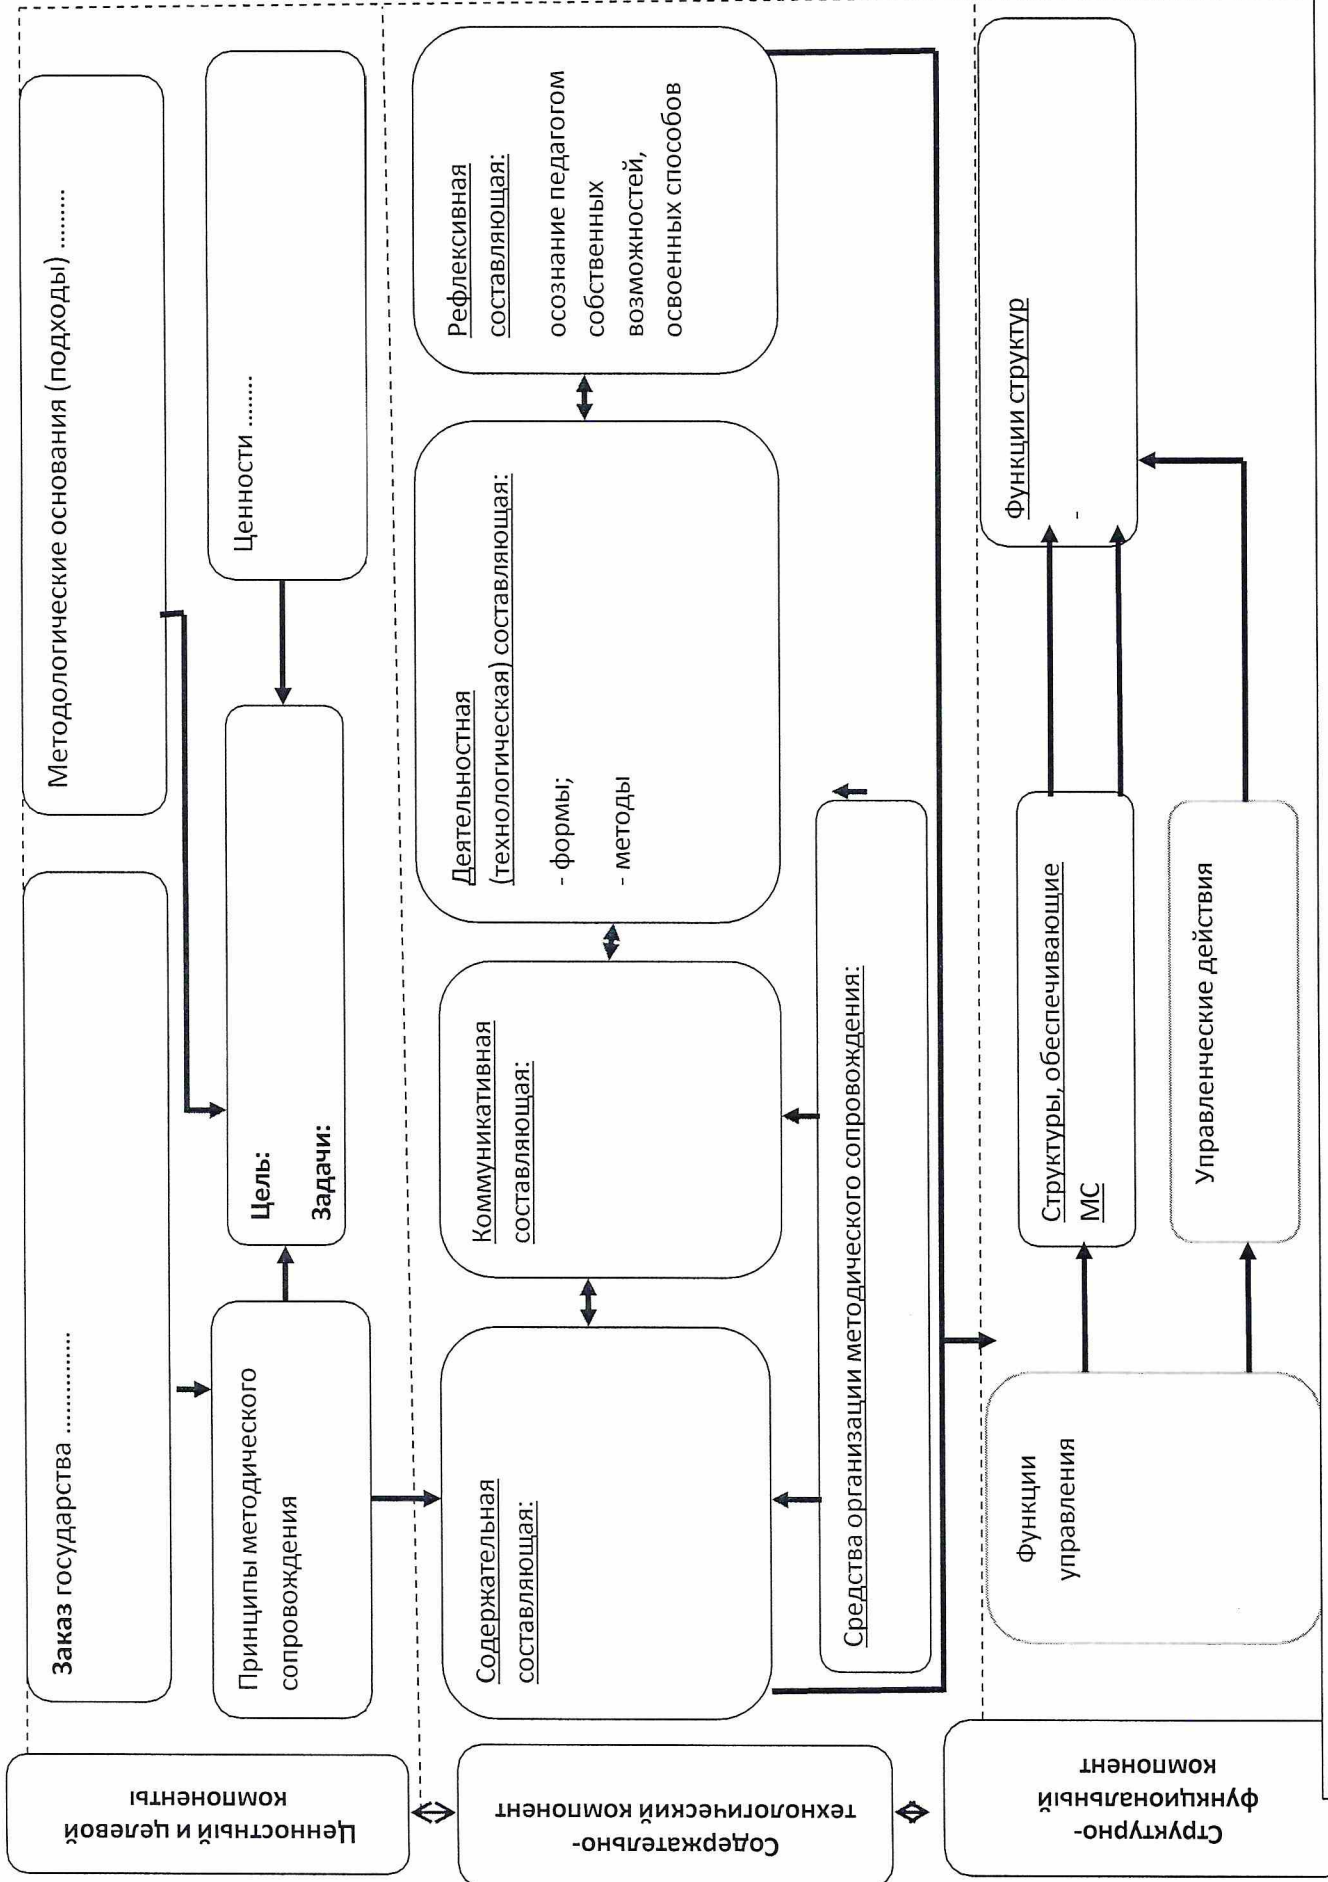 Ценностный и целевой
компоненты
Заказ государства ...............
Методологические основания (подходы) .........
Принципы методического
сопровождения
Цель:
Задачи:
Ценности ........
Содержательно-
технологический компонент
Содержательная
составляющая:
Коммуникативная
составляющая:
Деятельностная
(технологическая) составляющая:
- формы;
- методы
Рефлексивная
составляющая:
осознание педагогом
собственных
возможностей,
освоенных способов
Средства организации методического сопровождения:
Структурно-
функциональный
компонент
Функции
управления
Структуры, обеспечивающие
МС
Управленческие действия
Функции структур
-